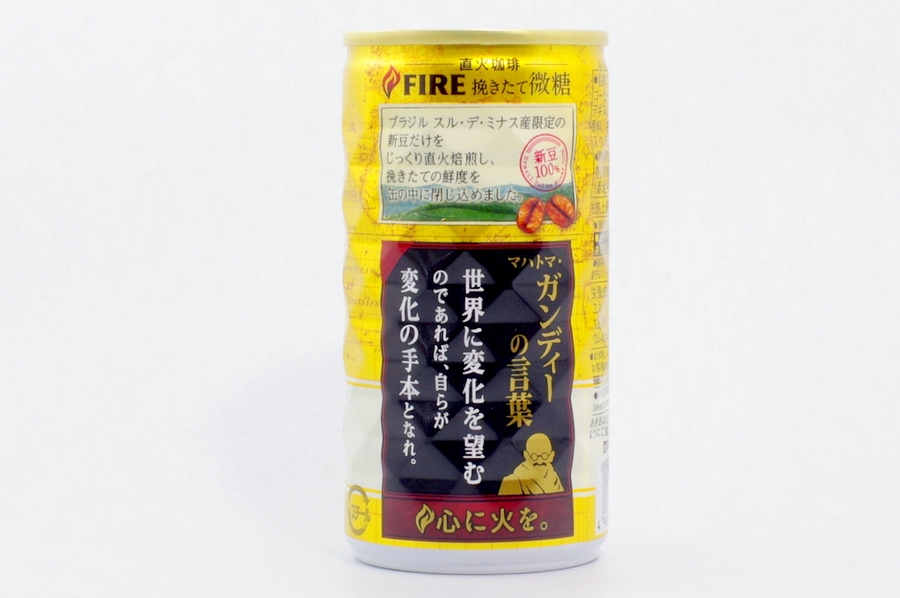 直火珈琲
FIRE 挽きたて微糖
ブラジル スル・デ・ミナス産限定の
新豆だけを
じっくり直火焙煎し、
挽きたての鮮度を
缶の中に閉じ込めました。
新豆
100%
マハトマ・
ガンディー
の言葉
世界に変化を望む
のであれば、自らが
変化の手本となれ。
心に火を。
スチール